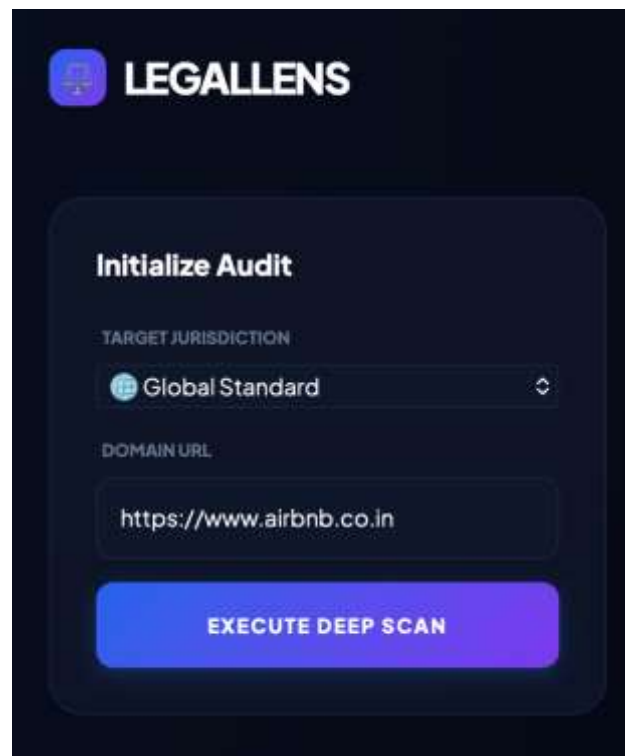 LEGALLENS
Initialize Audit
TARGET JURISDICTION
Global Standard
DOMAIN URL
https://www.airbnb.co.in
EXECUTE DEEP SCAN